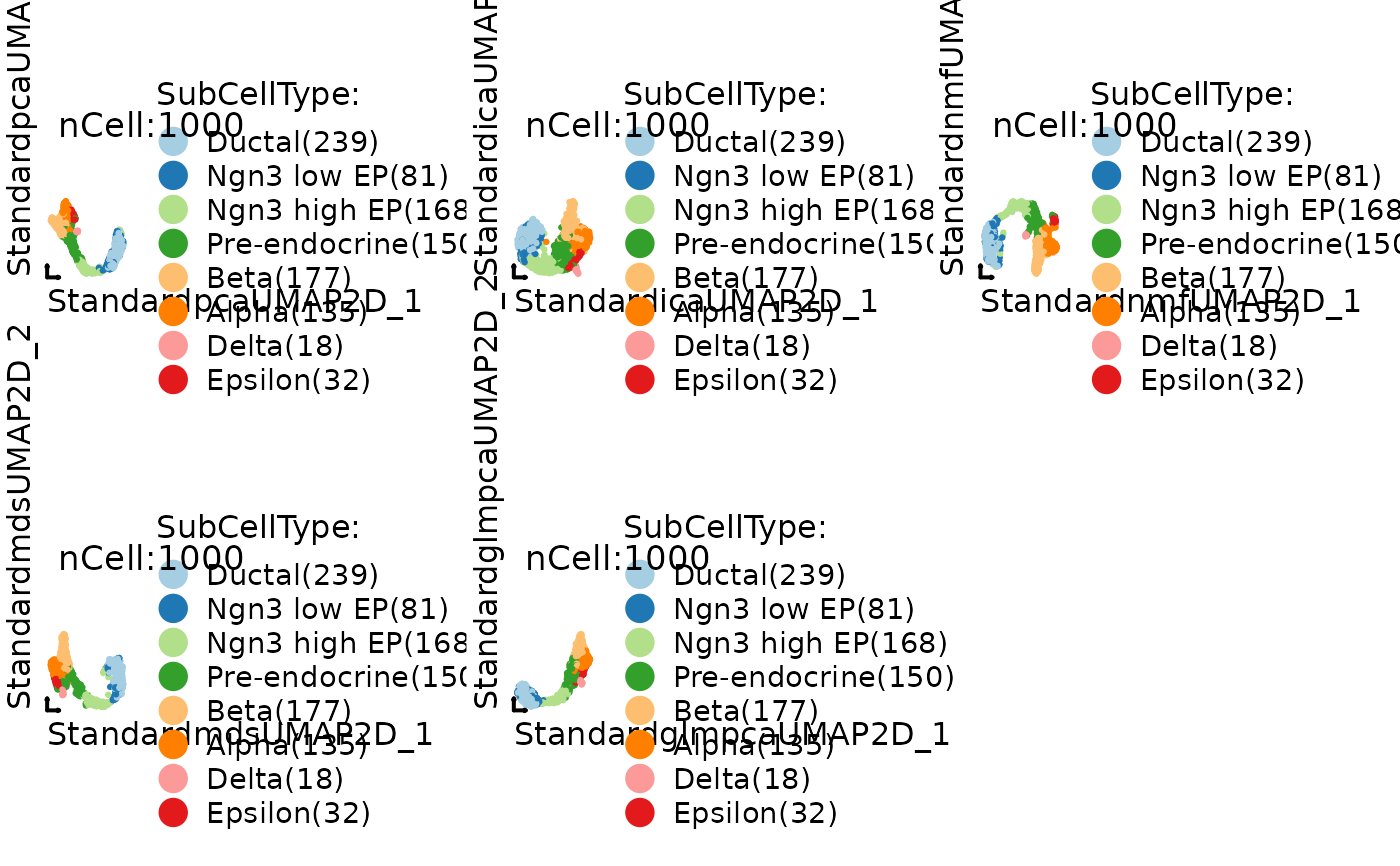 StandardpcaUMA
SubCellType:
nCell:1000
Ductal(239)
Ngn3 low EP(81)
Ngn3 high EP(168
Pre-endocrine(150
Beta(177)
Alpha(135)
Delta(18)
Epsilon(32)
StandardpcaUMAP2D_1
StandardicaUMAP
SubCellType:
nCell:1000
Ductal(239)
Ngn3 low EP(81)
Ngn3 high EP(168
Pre-endocrine(150
Beta(177)
Alpha(135)
Delta(18)
Epsilon(32)
StandardicaUMAP2D_1
StandardnmfUMA
SubCellType:
nCell:1000
Ductal(239)
Ngn3 low EP(81)
Ngn3 high EP(168
Pre-endocrine(150
Beta(177)
Alpha(135)
Delta(18)
Epsilon(32)
StandardnmfUMAP2D_1
StandardmdsUMAP2D_2
SubCellType:
nCell:1000
Ductal(239)
Ngn3 low EP(81)
Ngn3 high EP(168
Pre-endocrine(150
Beta(177)
Alpha(135)
Delta(18)
Epsilon(32)
StandardmdsUMAP2D_1
StandardglmpcaUMAP2D_2
SubCellType:
nCell:1000
Ductal(239)
Ngn3 low EP(81)
Ngn3 high EP(168)
Pre-endocrine(150)
Beta(177)
Alpha(135)
Delta(18)
Epsilon(32)
StandardglmpcaUMAP2D_1